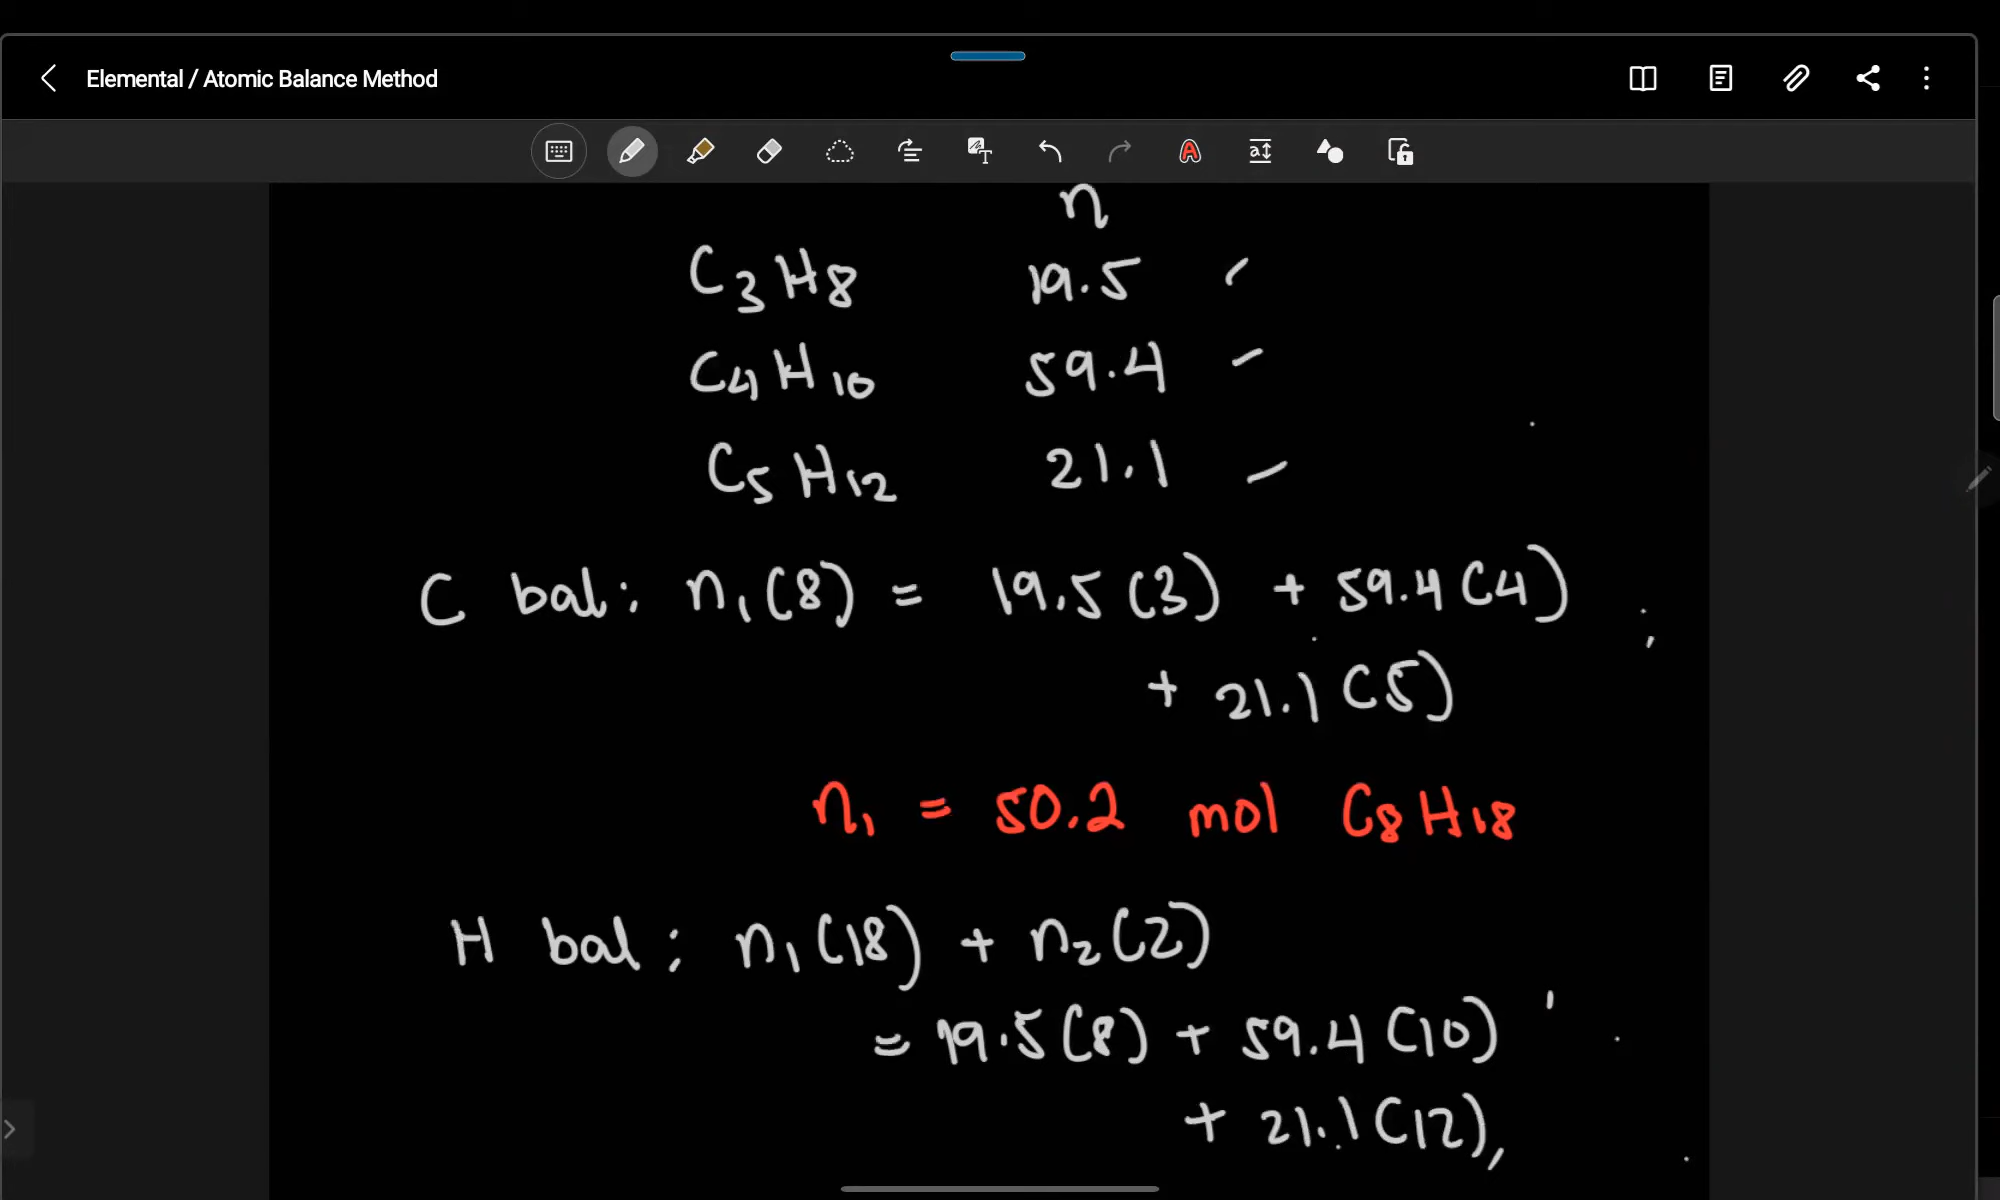 Elemental / Atomic Balance Method
n
C3H8 19.5
C4H10 59.4
C5H12 21.1
C bal: n1(8) = 19.5(3) + 59.4(4)
+ 21.1(5)
n1 = 50.2 mol C8H18
H bal: n1(18) + n2(2)
= 19.5(8) + 59.4(10)
+ 21.1(12)